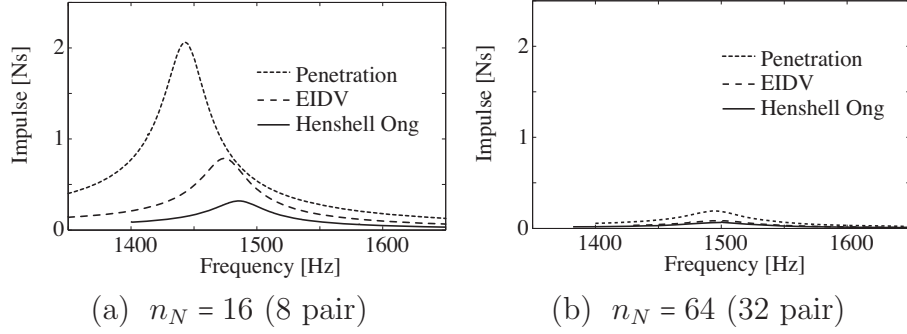 2
1
0
Impulse [Ns]
Penetration
EIDV
Henshell Ong
1400
1500
1600
Frequency [Hz]
(a) n_N = 16 (8 pair)
2
1
0
Impulse [Ns]
Penetration
EIDV
Henshell Ong
1400
1500
1600
Frequency [Hz]
(b) n_N = 64 (32 pair)